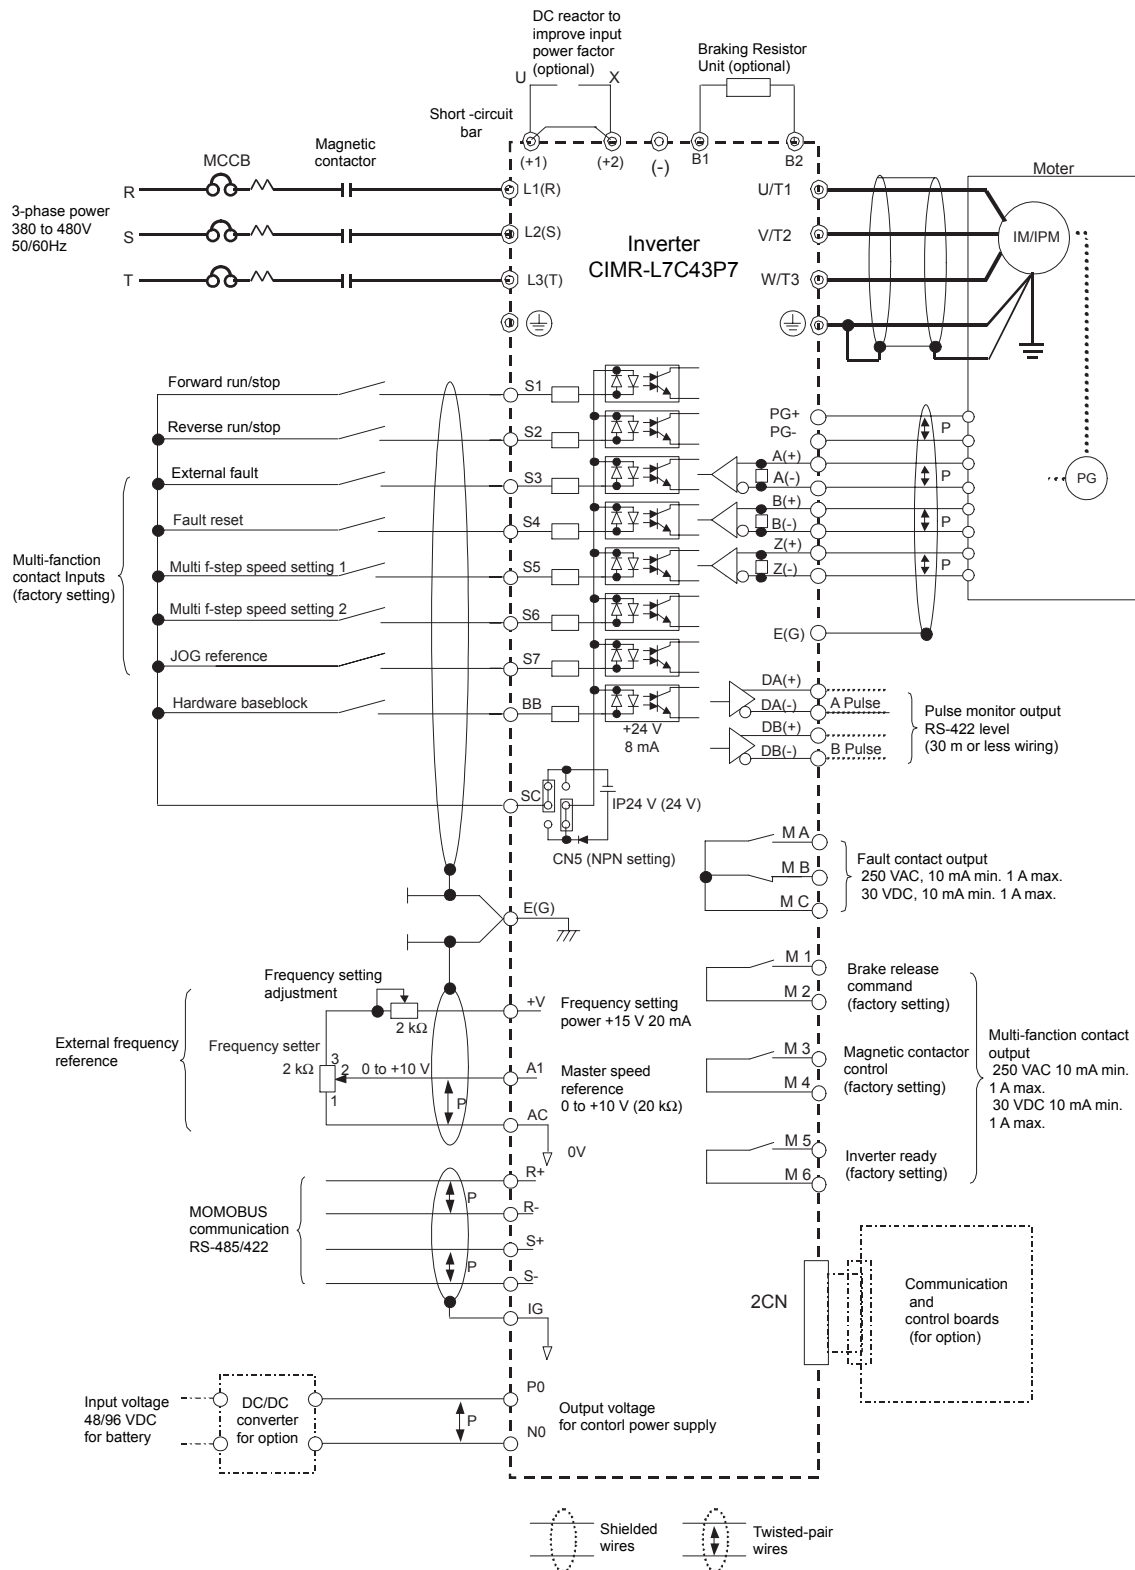 DC reactor to
improve input
power factor
(optional)
U
X
Braking Resistor
Unit (optional)
Short -circuit
bar
(+1)
(+2)
(-)
B1
B2
MCCB
Magnetic
contactor
Moter
3-phase power
380 to 480V
50/60Hz
R
S
T
L1(R)
L2(S)
L3(T)
Inverter
CIMR-L7C43P7
U/T1
V/T2
W/T3
IM/IPM
PG
Forward run/stop
Reverse run/stop
External fault
Fault reset
Multi f-step speed setting 1
Multi f-step speed setting 2
JOG reference
Hardware baseblock
Multi-fanction
contact Inputs
(factory setting)
S1
S2
S3
S4
S5
S6
S7
BB
+24 V
8 mA
SC
IP24 V (24 V)
CN5 (NPN setting)
E(G)
PG+
PG-
A(+)
A(-)
B(+)
B(-)
Z(+)
Z(-)
P
P
P
P
E(G)
DA(+)
DA(-)
DB(+)
DB(-)
A Pulse
B Pulse
Pulse monitor output
RS-422 level
(30 m or less wiring)
M A
M B
M C
Fault contact output
250 VAC, 10 mA min. 1 A max.
30 VDC, 10 mA min. 1 A max.
M 1
M 2
Brake release
command
(factory setting)
M 3
M 4
Magnetic contactor
control
(factory setting)
M 5
M 6
Inverter ready
(factory setting)
Multi-fanction contact
output
250 VAC 10 mA min.
1 A max.
30 VDC 10 mA min.
1 A max.
External frequency
reference
Frequency setting
adjustment
2 kΩ
Frequency setter
2 kΩ
3
2
1
0 to +10 V
P
+V
A1
AC
0V
Frequency setting
power +15 V 20 mA
Master speed
reference
0 to +10 V (20 kΩ)
MOMOBUS
communication
RS-485/422
R+
R-
S+
S-
IG
P
P
2CN
Communication
and
control boards
(for option)
Input voltage
48/96 VDC
for battery
DC/DC
converter
for option
P
P0
N0
Output voltage
for contorl power supply
Shielded
wires
Twisted-pair
wires